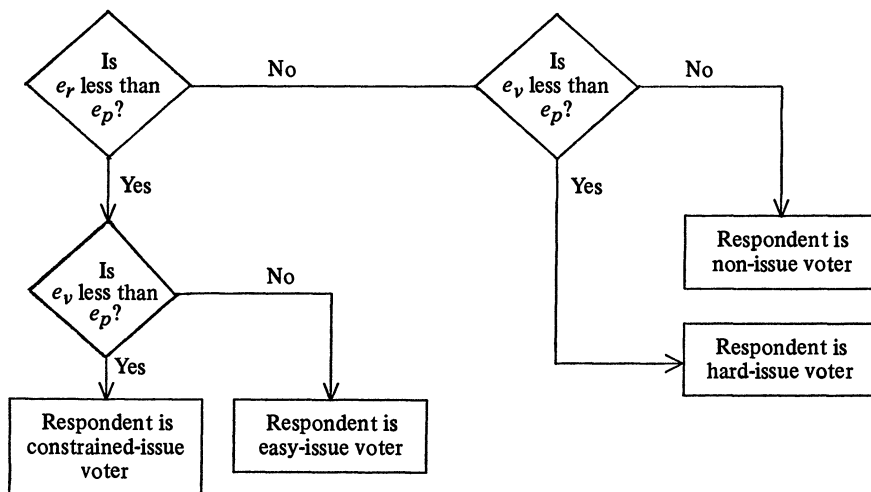 Is
e_r less than
e_p?
No
Is
e_v less than
e_p?
No
Yes
Yes
Respondent is
non-issue voter
Is
e_v less than
e_p?
No
Yes
Respondent is
hard-issue voter
Respondent is
constrained-issue
voter
Respondent is
easy-issue voter